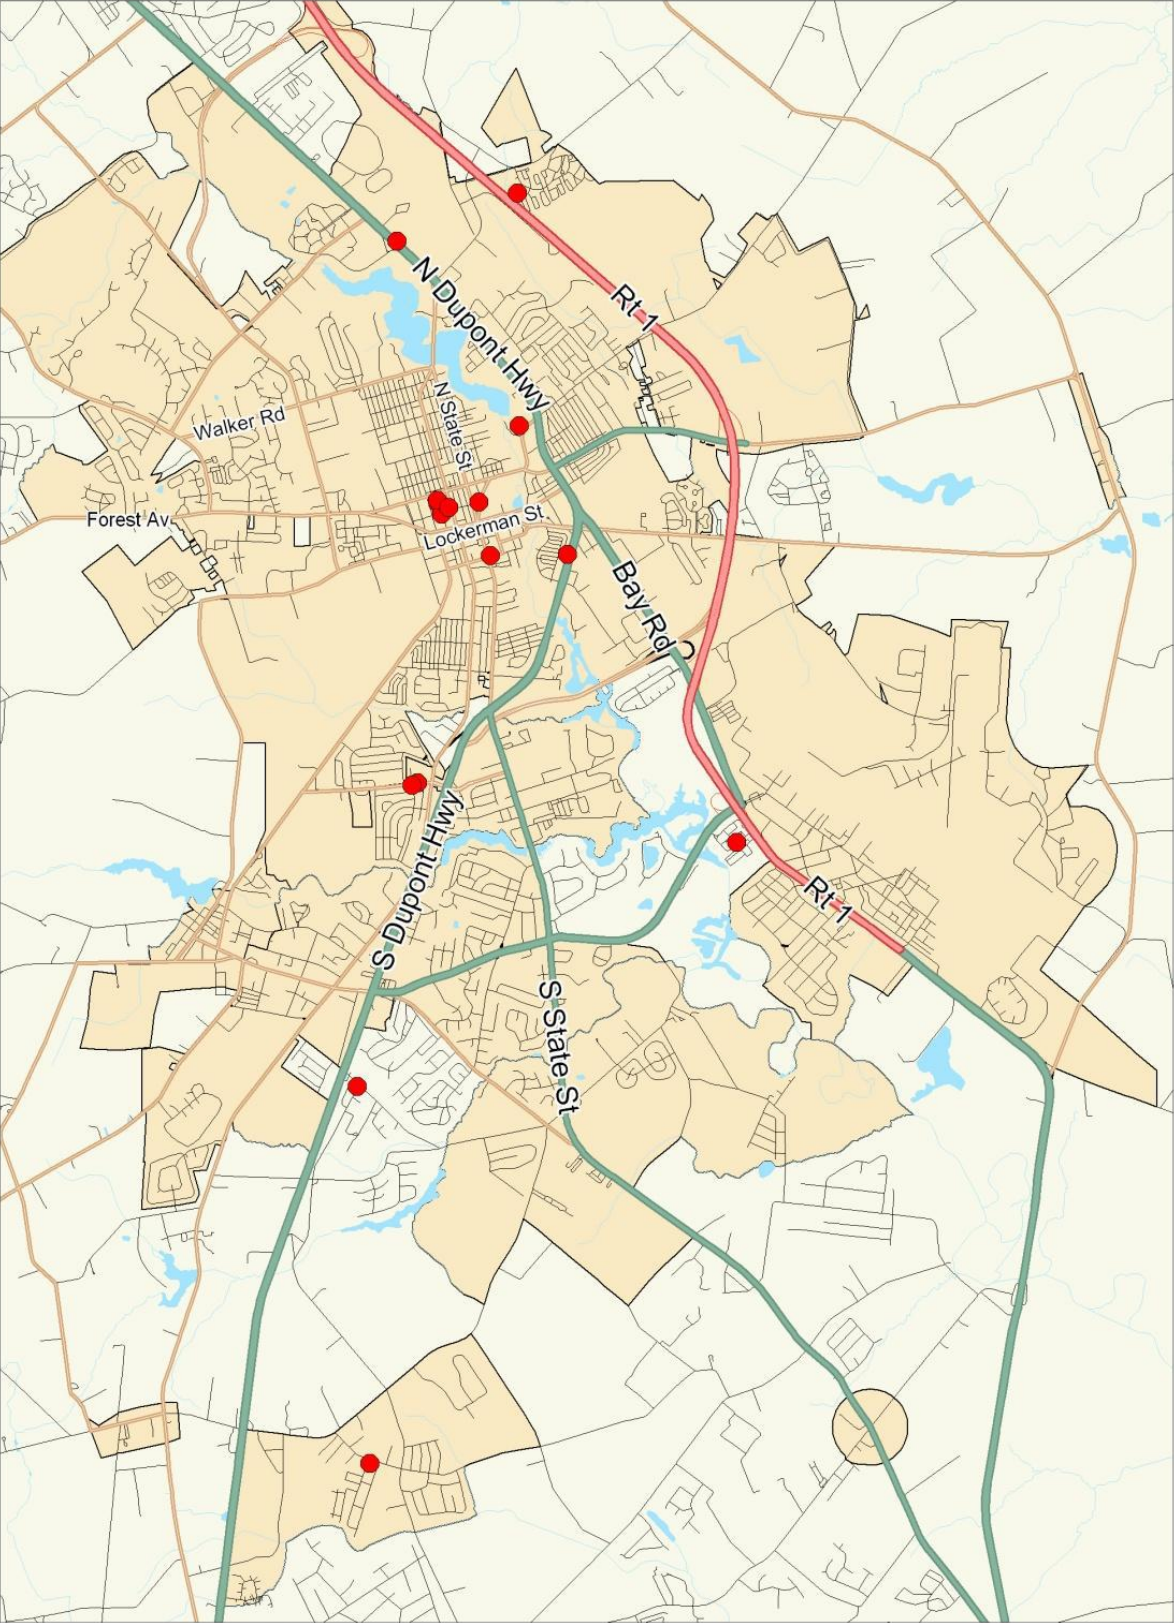 N Dupont Hwy
Rt 1
N State St
Walker Rd
Forest Av
Lockerman St
Bay Rd
S Dupont Hwy
Rt 1
S State St